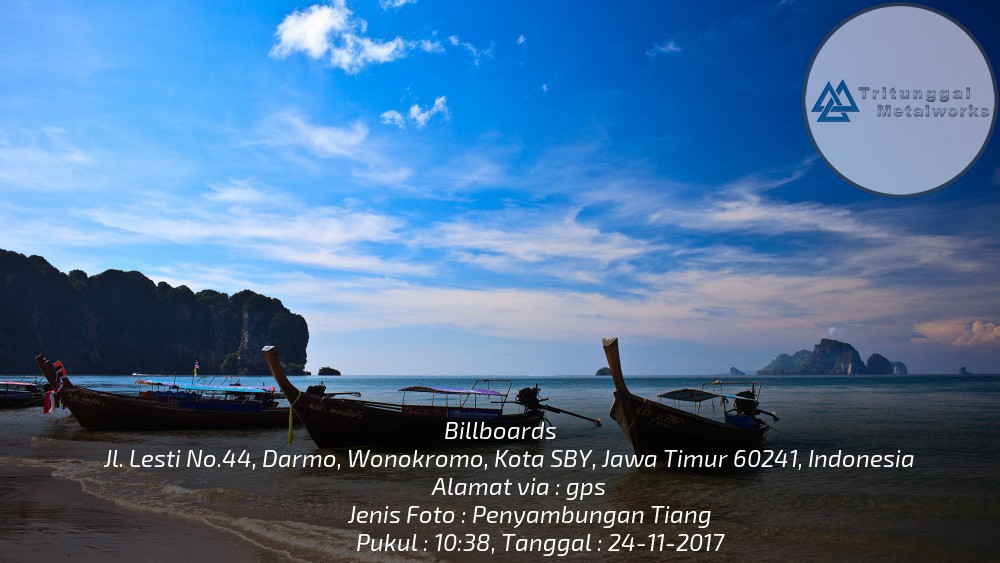 Tritunggal
Metalworks
Billboards
Jl. Lesti No.44, Darmo, Wonokromo, Kota SBY, Jawa Timur 60241, Indonesia
Alamat via : gps
Jenis Foto : Penyambungan Tiang
Pukul : 10:38, Tanggal : 24-11-2017